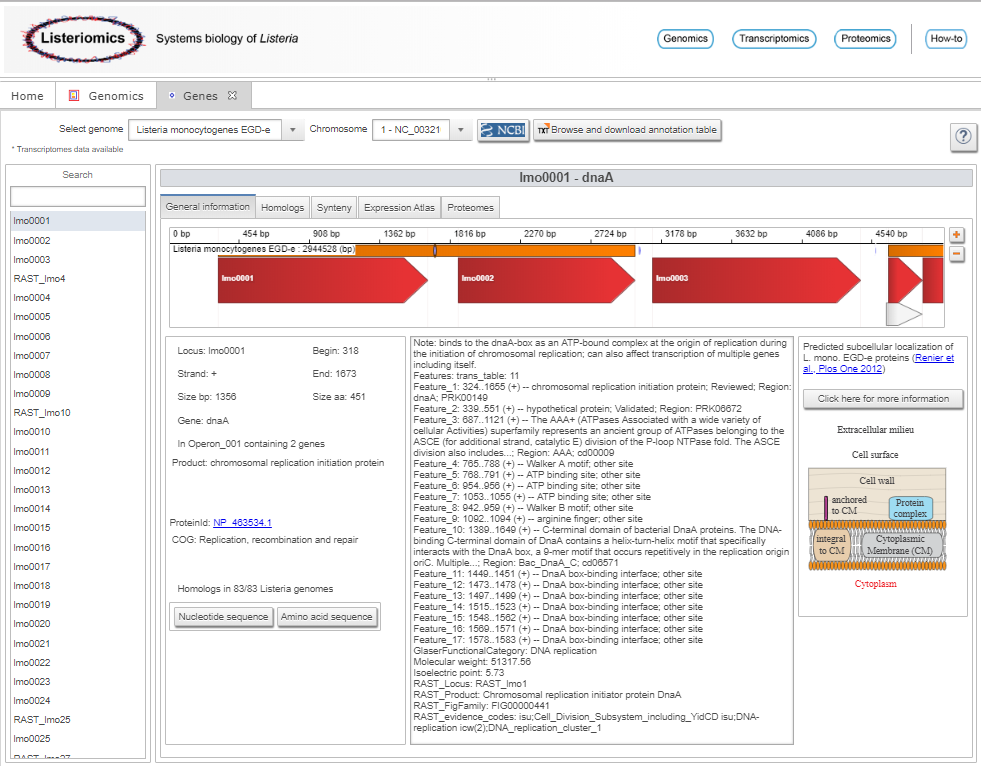 Listeriomics
Systems biology of Listeria
Genomics
Transcriptomics
Proteomics
How-to
Home
Genomics
Genes
Select genome
Listeria monocytogenes EGD-e
Chromosome
1 - NC_00321
NCBI
TXT Browse and download annotation table
?
* Transcriptomes data available
Search
lmo0001
lmo0002
lmo0003
RAST_lmo4
lmo0004
lmo0005
lmo0006
lmo0007
lmo0008
lmo0009
RAST_lmo10
lmo0010
lmo0011
lmo0012
lmo0013
lmo0014
lmo0015
lmo0016
lmo0017
lmo0018
lmo0019
lmo0020
lmo0021
lmo0022
lmo0023
lmo0024
RAST_lmo25
lmo0025
RAST_lmo27
lmo0001 - dnaA
General information
Homologs
Synteny
Expression Atlas
Proteomes
0 bp
454 bp
908 bp
1362 bp
1816 bp
2270 bp
2724 bp
3178 bp
3632 bp
4086 bp
4540 bp
Listeria monocytogenes EGD-e : 2944528 (bp)
lmo0001
lmo0002
lmo0003
Locus: lmo0001
Begin: 318
Strand: +
End: 1673
Size bp: 1356
Size aa: 451
Gene: dnaA
In Operon_001 containing 2 genes
Product: chromosomal replication initiation protein
ProteinId: NP_463534.1
COG: Replication, recombination and repair
Homologs in 83/83 Listeria genomes
Nucleotide sequence
Amino acid sequence
Note: binds to the dnaA-box as an ATP-bound complex at the origin of replication during
the initiation of chromosomal replication; can also affect transcription of multiple genes
including itself.
Features: trans_table: 11
Feature_1: 324..1655 (+) -- chromosomal replication initiation protein; Reviewed; Region:
dnaA; PRK00149
Feature_2: 339..551 (+) -- hypothetical protein; Validated; Region: PRK06672
Feature_3: 687..1121 (+) -- The AAA+ (ATPases Associated with a wide variety of
cellular Activities) superfamily represents an ancient group of ATPases belonging to the
ASCE (for additional strand, catalytic E) division of the P-loop NTPase fold. The ASCE
division also includes...; Region: AAA; cd00009
Feature_4: 765..788 (+) -- Walker A motif; other site
Feature_5: 768..791 (+) -- ATP binding site; other site
Feature_6: 954..956 (+) -- ATP binding site; other site
Feature_7: 1053..1055 (+) -- ATP binding site; other site
Feature_8: 942..959 (+) -- Walker B motif; other site
Feature_9: 1092..1094 (+) -- arginine finger; other site
Feature_10: 1389..1649 (+) -- C-terminal domain of bacterial DnaA proteins. The DNA-
binding C-terminal domain of DnaA contains a helix-turn-helix motif that specifically
interacts with the DnaA box, a 9-mer motif that occurs repetitively in the replication origin
oriC. Multiple...; Region: Bac_DnaA_C; cd06571
Feature_11: 1449..1451 (+) -- DnaA box-binding interface; other site
Feature_12: 1473..1478 (+) -- DnaA box-binding interface; other site
Feature_13: 1497..1499 (+) -- DnaA box-binding interface; other site
Feature_14: 1515..1523 (+) -- DnaA box-binding interface; other site
Feature_15: 1548..1562 (+) -- DnaA box-binding interface; other site
Feature_16: 1569..1571 (+) -- DnaA box-binding interface; other site
Feature_17: 1578..1583 (+) -- DnaA box-binding interface; other site
GlaserFunctionalCategory: DNA replication
Molecular weight: 51317.56
Isoelectric point: 5.73
RAST_Locus: RAST_lmo1
RAST_Product: Chromosomal replication initiator protein DnaA
RAST_FigFamily: FIG00000441
RAST_evidence_codes: isu;Cell_Division_Subsystem_including_YidCD isu;DNA-
replication icw(2);DNA_replication_cluster_1
Predicted subcellular localization of
L. mono. EGD-e proteins (Renier et
al., Plos One 2012)
Click here for more information
Extracellular milieu
Cell surface
Cell wall
anchored
to CM
Protein
complex
integral
to CM
Cytoplasmic
Membrane (CM)
Cytoplasm